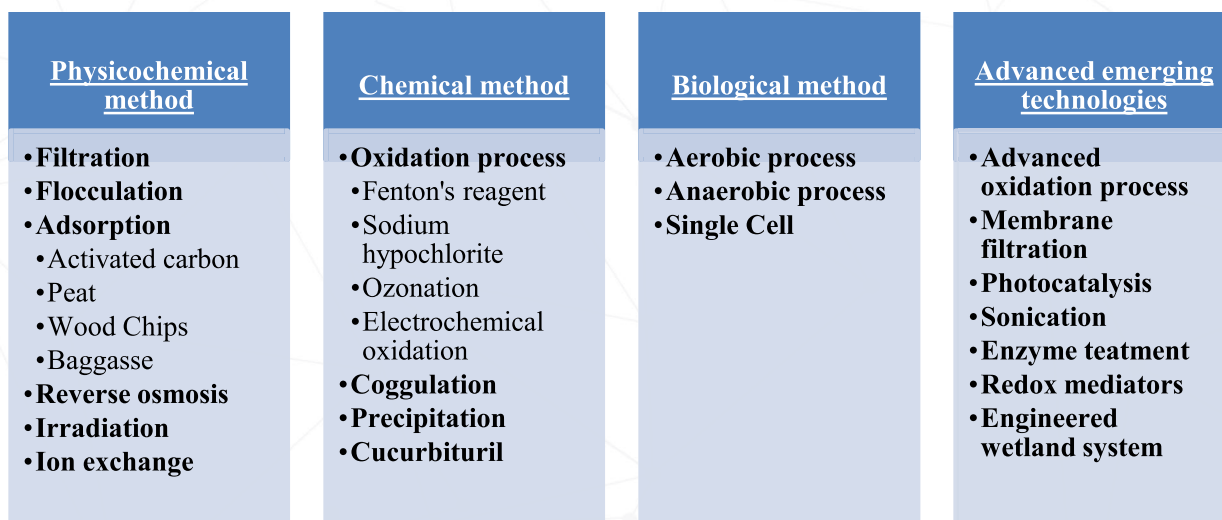 Physicochemical
method
•Filtration
•Flocculation
•Adsorption
•Activated carbon
•Peat
•Wood Chips
•Baggasse
•Reverse osmosis
•Irradiation
•Ion exchange
Chemical method
•Oxidation process
•Fenton's reagent
•Sodium
hypochlorite
•Ozonation
•Electrochemical
oxidation
•Coggulation
•Precipitation
•Cucurbituril
Biological method
•Aerobic process
•Anaerobic process
•Single Cell
Advanced emerging
technologies
•Advanced
oxidation process
•Membrane
filtration
•Photocatalysis
•Sonication
•Enzyme teatment
•Redox mediators
•Engineered
wetland system